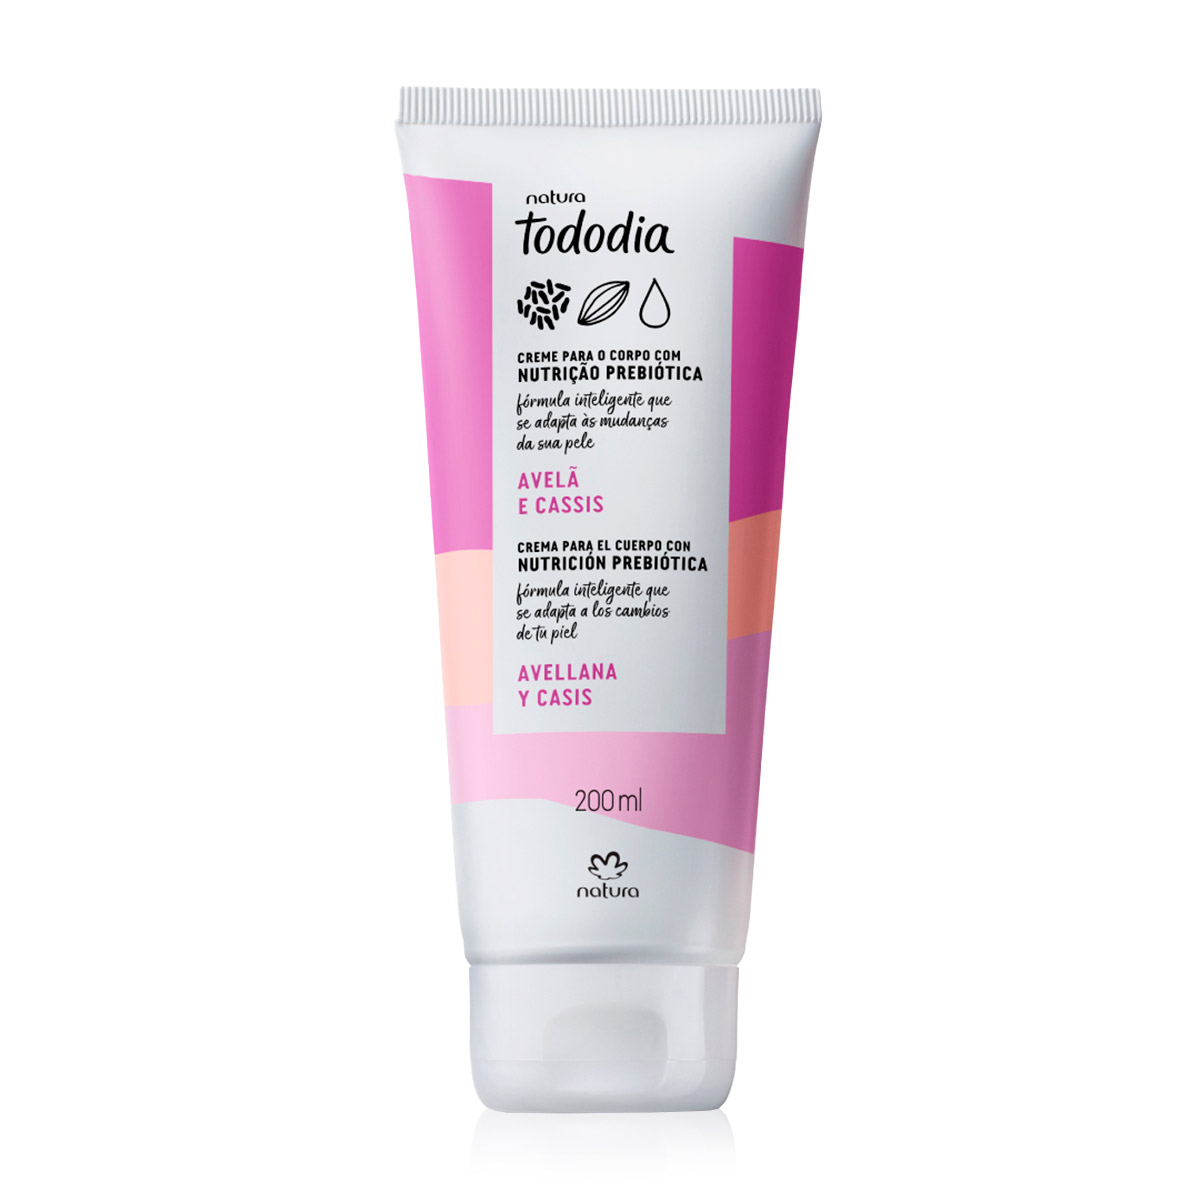 natura
Tododia
CREME PARA O CORPO COM
NUTRIÇÃO PREBIÓTICA
fórmula inteligente que
se adapta às mudanças
da sua pele
AVELÃ
E CASSIS
CREMA PARA EL CUERPO CON
NUTRICIÓN PREBIÓTICA
fórmula inteligente que
se adapta a los cambios
de tu piel
AVELLANA
Y CASIS
200 ml
natura